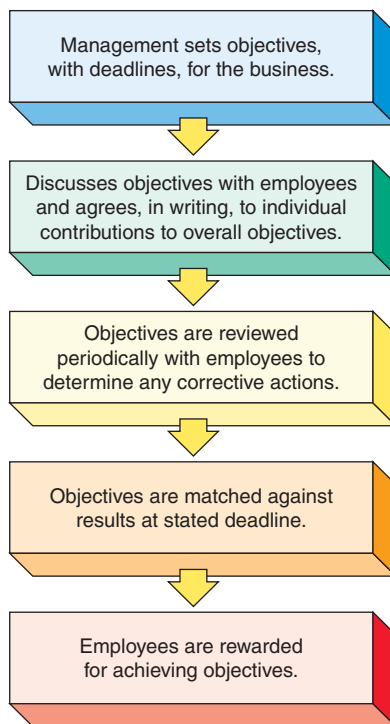 Management sets objectives,
with deadlines, for the business.
Discusses objectives with employees
and agrees, in writing, to individual
contributions to overall objectives.
Objectives are reviewed
periodically with employees to
determine any corrective actions.
Objectives are matched against
results at stated deadline.
Employees are rewarded
for achieving objectives.